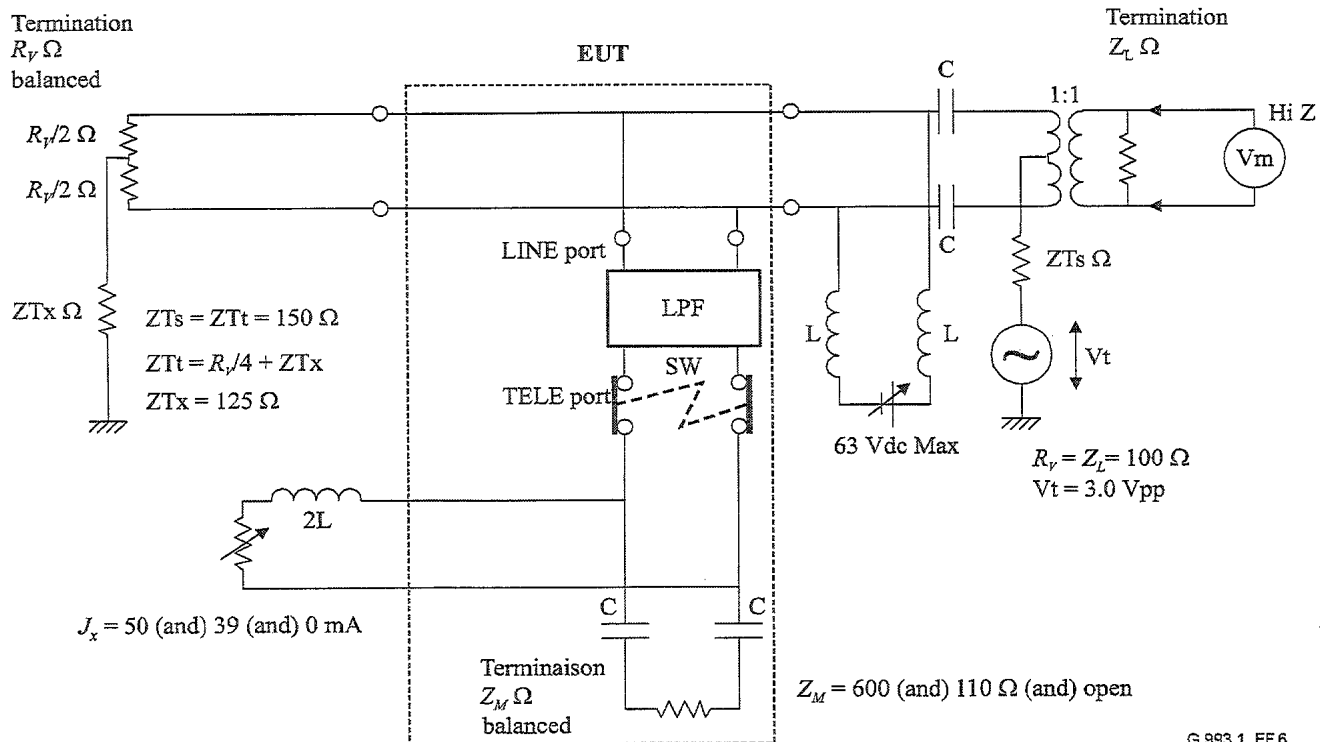 Termination
R_V Ω
balanced
Termination
Z_L Ω
EUT
C
1:1
Hi Z
R_V/2 Ω
Vm
R_V/2 Ω
C
LINE port
ZTs Ω
ZTx Ω
ZTs = ZTt = 150 Ω
LPF
L
L
ZTt = R_V/4 + ZTx
SW
Vt
ZTx = 125 Ω
TELE port
63 Vdc Max
R_V = Z_L = 100 Ω
Vt = 3.0 Vpp
2L
J_x = 50 (and) 39 (and) 0 mA
C
C
Terminaison
Z_M Ω
balanced
Z_M = 600 (and) 110 Ω (and) open
G.993.1_FE.6